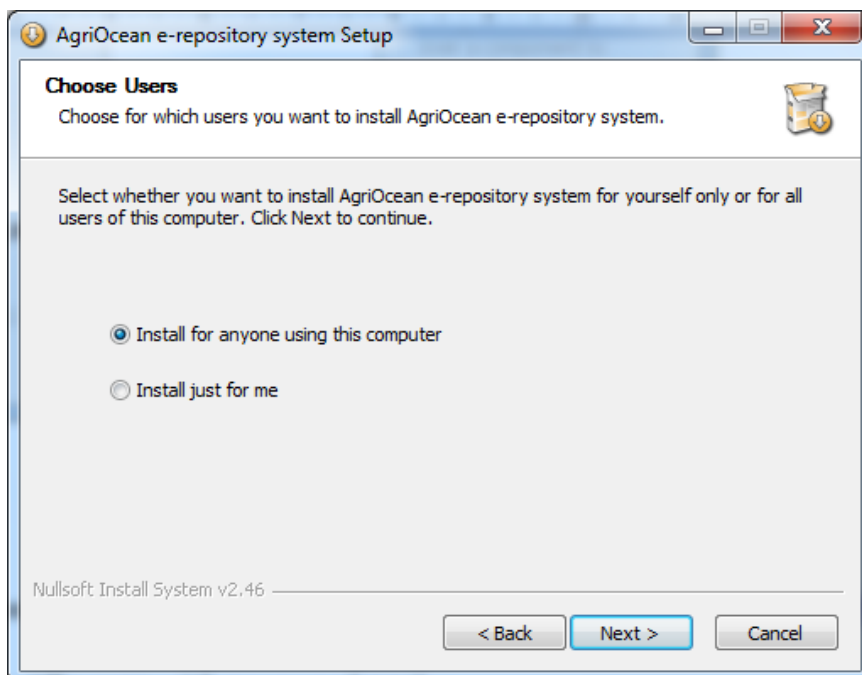 AgriOcean e-repository system Setup
Choose Users
Choose for which users you want to install AgriOcean e-repository system.
Select whether you want to install AgriOcean e-repository system for yourself only or for all
users of this computer. Click Next to continue.
Install for anyone using this computer
Install just for me
Nullsoft Install System v2.46
< Back
Next >
Cancel